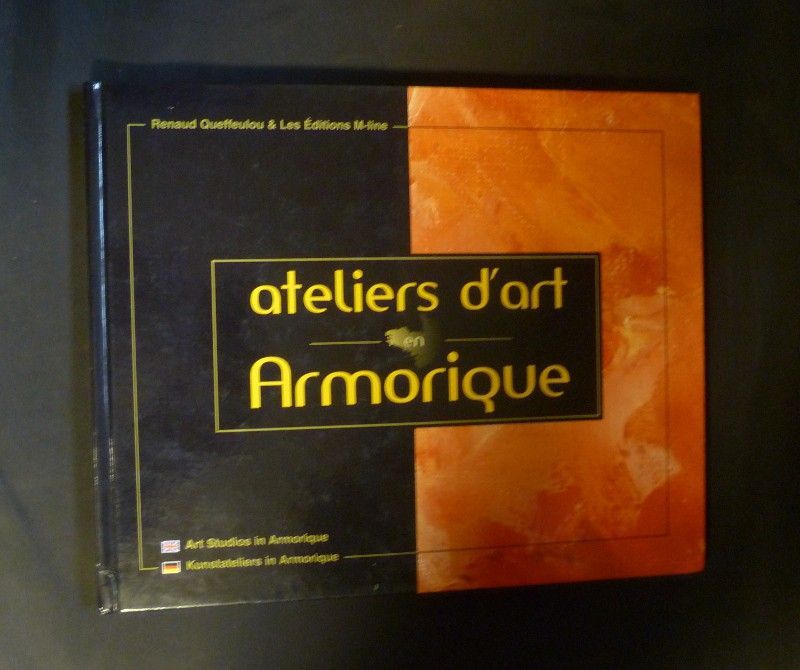 Renaud Queffeulou & Les Éditions M-line
ateliers d'art
en
Armorique
Art Studios in Armorique
Kunstateliers in Armorique